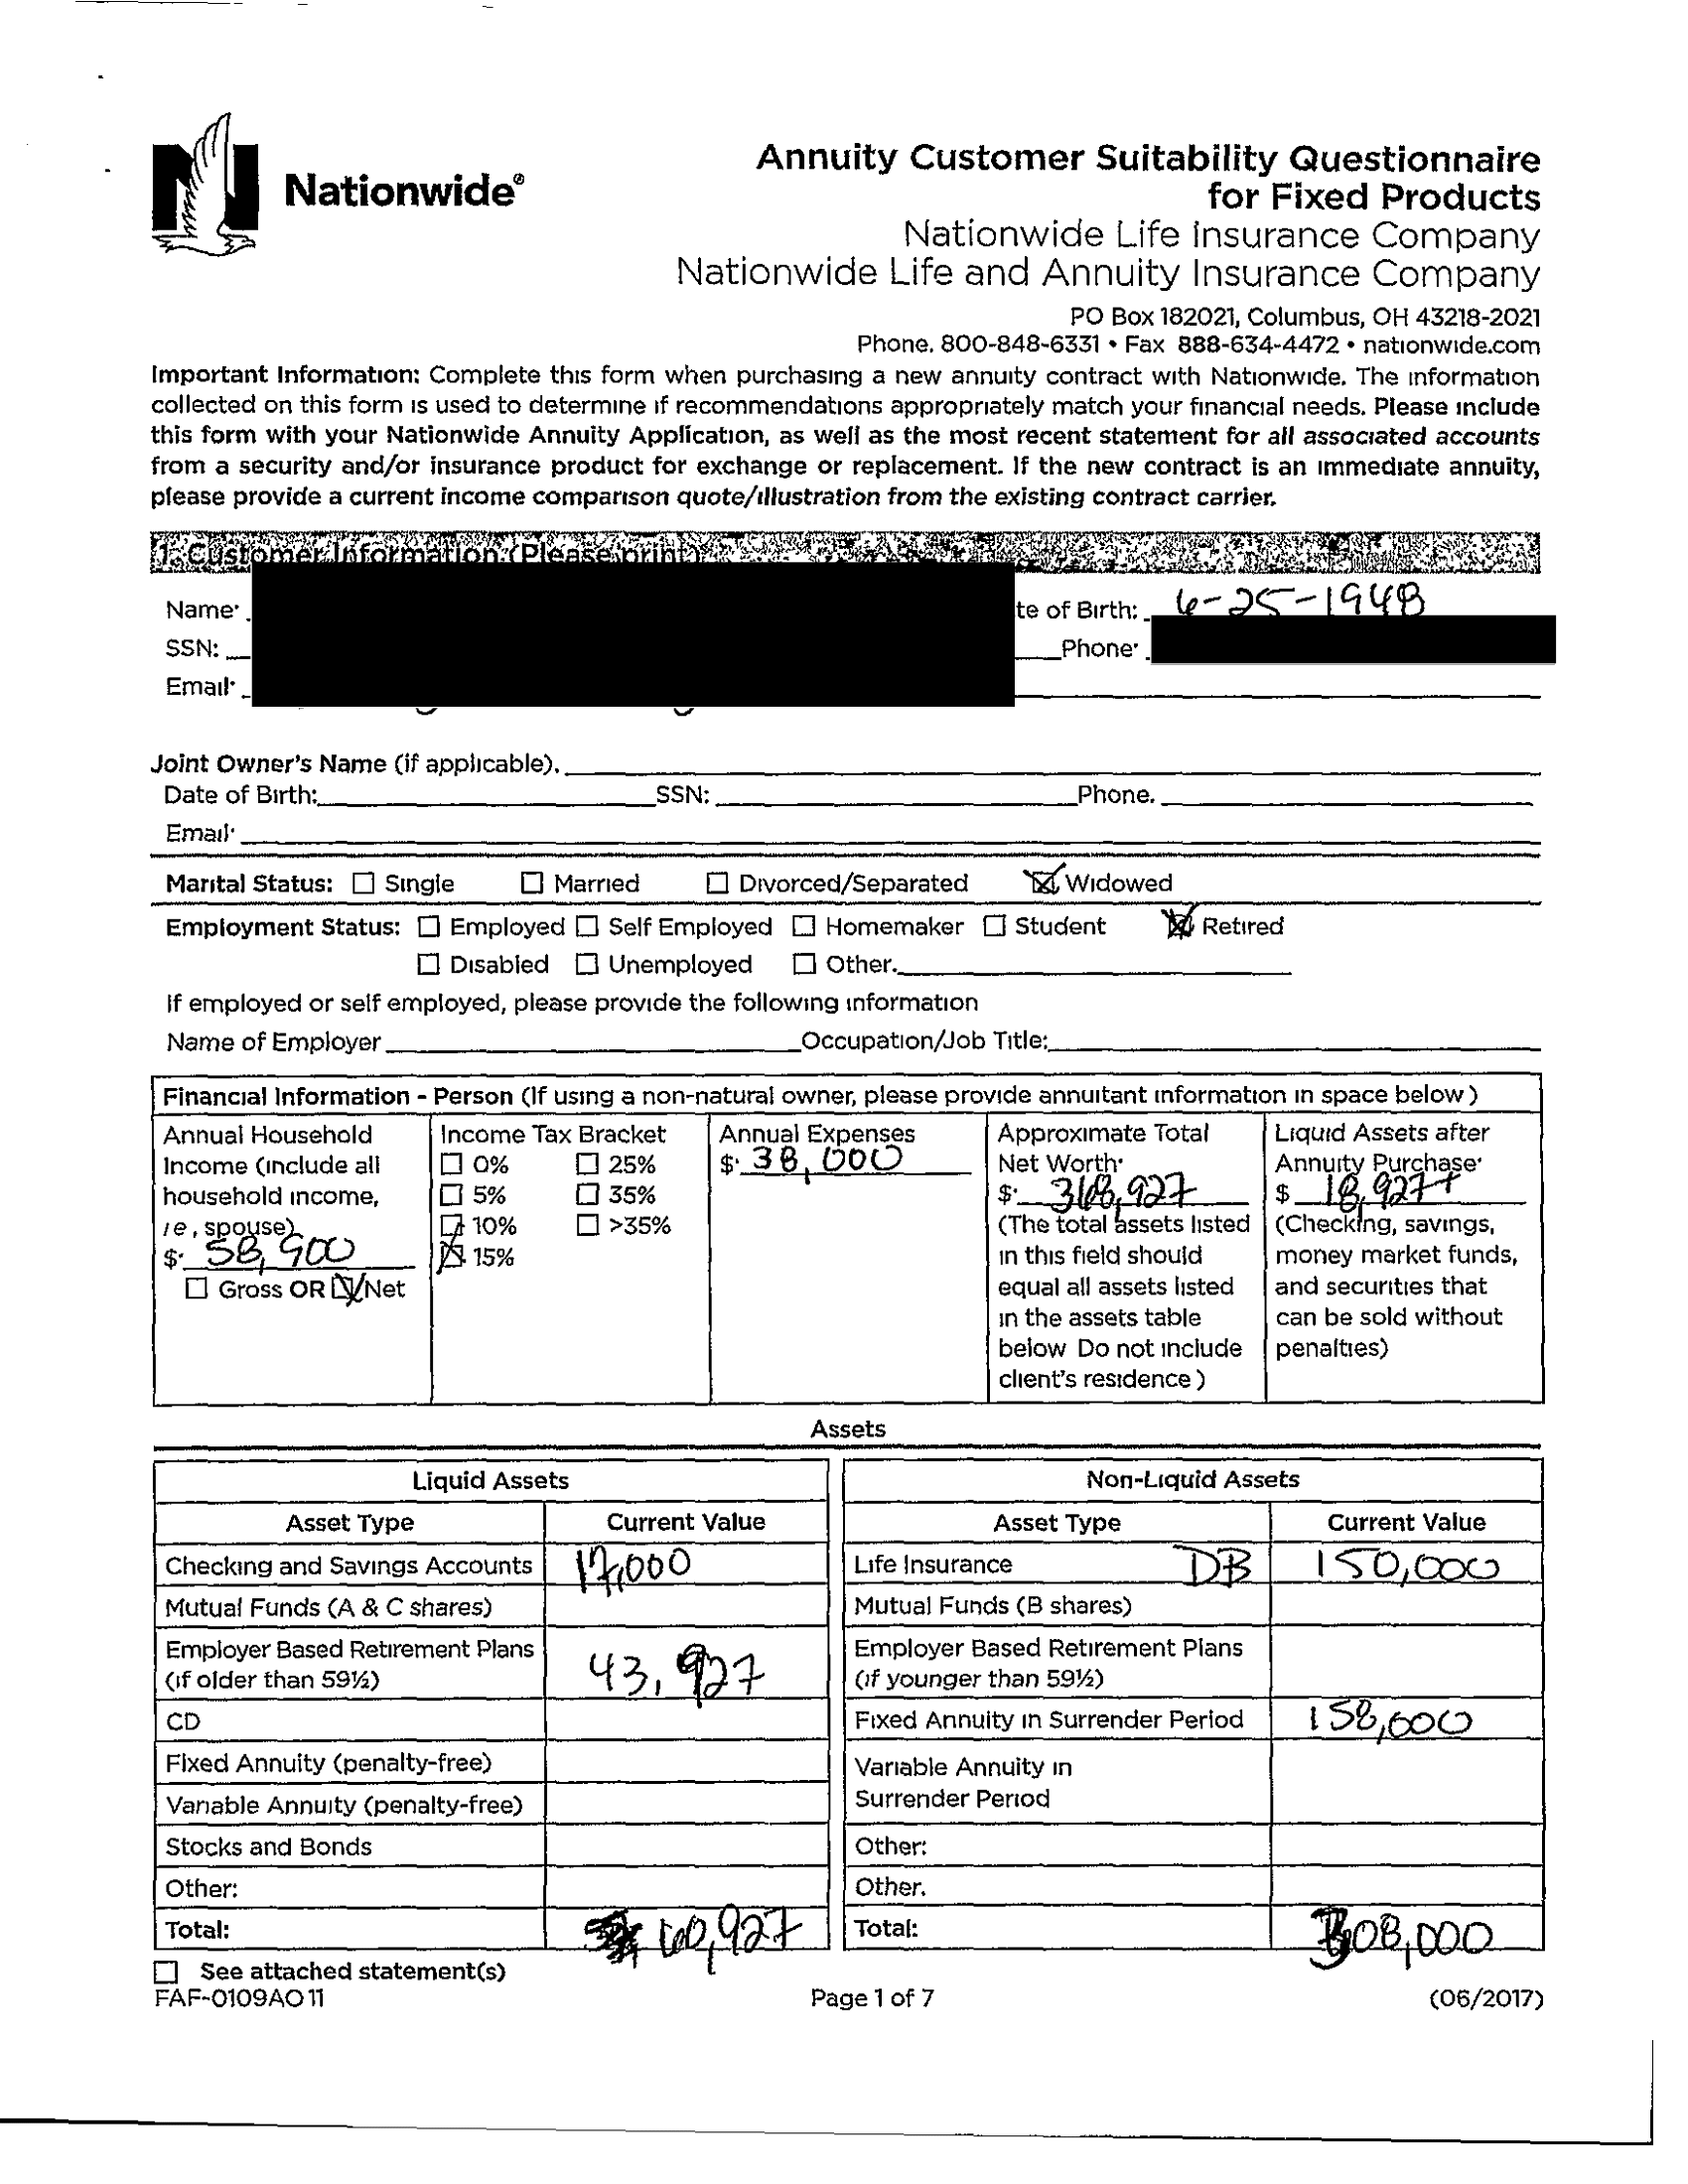 Nationwide®
Annuity Customer Suitability Questionnaire
for Fixed Products
Nationwide Life Insurance Company
Nationwide Life and Annuity Insurance Company
PO Box 182021, Columbus, OH 43218-2021
Phone. 800-848-6331 • Fax 888-634-4472 • nationwide.com
Important Information: Complete this form when purchasing a new annuity contract with Nationwide. The information
collected on this form is used to determine if recommendations appropriately match your financial needs. Please include
this form with your Nationwide Annuity Application, as well as the most recent statement for all associated accounts
from a security and/or insurance product for exchange or replacement. If the new contract is an immediate annuity,
please provide a current income comparison quote/illustration from the existing contract carrier.
1. Customer Information (Please print)
Name: te of Birth: 6-25-1948
SSN: Phone:
Email:
Joint Owner's Name (if applicable).
Date of Birth: SSN: Phone.
Email:
Marital Status: ☐ Single ☐ Married ☐ Divorced/Separated ☒ Widowed
Employment Status: ☐ Employed ☐ Self Employed ☐ Homemaker ☐ Student ☒ Retired
☐ Disabled ☐ Unemployed ☐ Other.
If employed or self employed, please provide the following information
Name of Employer Occupation/Job Title:
Financial Information - Person (If using a non-natural owner, please provide annuitant information in space below)
Annual Household Income Tax Bracket Annual Expenses Approximate Total Liquid Assets after
Income (include all ☐ 0% ☐ 25% $: 38,000 Net Worth: Annuity Purchase:
household income, ☐ 5% ☐ 35% $: 368,927 $ 18,927+
ie, spouse) ☐ 10% ☐ >35% (The total assets listed (Checking, savings,
$: 58,900 ☒ 15% in this field should money market funds,
☐ Gross OR ☒ Net equal all assets listed and securities that
in the assets table can be sold without
below Do not include penalties)
client's residence)
Assets
Liquid Assets Non-Liquid Assets
Asset Type Current Value Asset Type Current Value
Checking and Savings Accounts 17,000 Life Insurance DB 150,000
Mutual Funds (A & C shares) Mutual Funds (B shares)
Employer Based Retirement Plans Employer Based Retirement Plans
(if older than 59½) 43,927 (if younger than 59½)
CD Fixed Annuity in Surrender Period 158,000
Fixed Annuity (penalty-free) Variable Annuity in
Variable Annuity (penalty-free) Surrender Period
Stocks and Bonds Other:
Other: Other.
Total: 60,927 Total: 308,000
☐ See attached statement(s)
FAF-0109AO 11 Page 1 of 7 (06/2017)